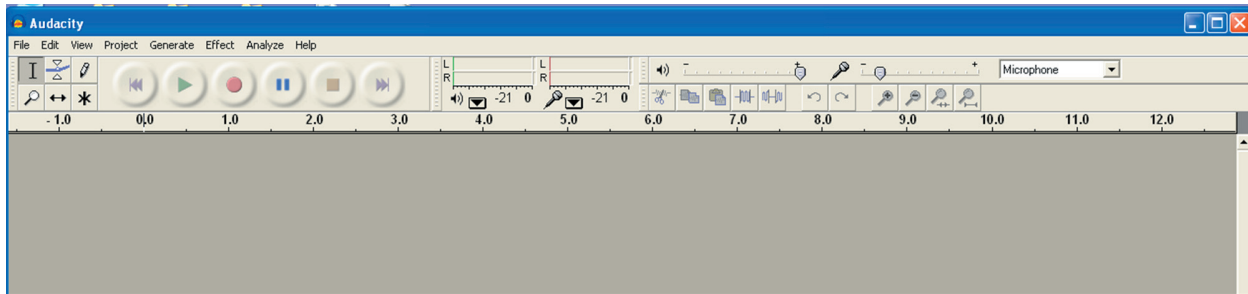 Audacity
File Edit View Project Generate Effect Analyze Help
L L
R R
-21 0 -21 0
Microphone
- 1.0 0.0 1.0 2.0 3.0 4.0 5.0 6.0 7.0 8.0 9.0 10.0 11.0 12.0